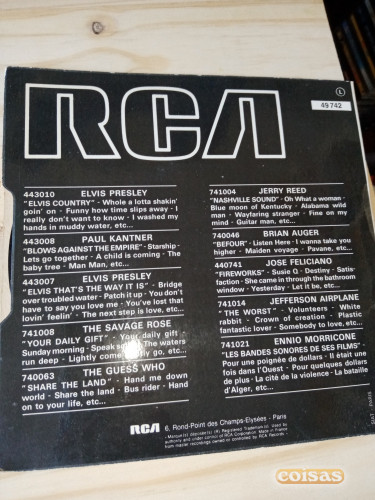 RCA
L
49 742
443010 ELVIS PRESLEY
"ELVIS COUNTRY" - Whole a lotta shakin'
goin' on - Funny how time slips away - I
really don't want to know - I washed my
hands in muddy water, etc...
443008 PAUL KANTNER
"BLOWS AGAINST THE EMPIRE"- Starship -
Lets go together - A child is coming - The
baby tree - Man Man, etc...
443007 ELVIS PRESLEY
"ELVIS THAT'S THE WAY IT IS" - Bridge
over troubled water - Patch it up - You don't
have to say you love me - You've lost that
lovin' feelin' - The next step is love, etc...
741008 THE SAVAGE ROSE
"YOUR DAILY GIFT" - Your daily gift -
Sunday morning - Speak softly - The waters
run deep - Lightly come lightly go, etc...
740063 THE GUESS WHO
"SHARE THE LAND" - Hand me down
world - Share the land - Bus rider - Hand
on to your life, etc...
741004 JERRY REED
"NASHVILLE SOUND" - Oh What a woman -
Blue moon of Kentucky - Alabama wild
man - Wayfaring stranger - Fine on my
mind - Guitar man, etc...
740046 BRIAN AUGER
"BEFOUR" - Listen Here - I wanna take you
higher - Maiden voyage - Pavane, etc...
440741 JOSE FELICIANO
"FIREWORKS" - Susie Q - Destiny - Satis-
faction - She came in through the bathroom
window - Yesterday - Let it be, etc...
741014 JEFFERSON AIRPLANE
"THE WORST" - Volunteers - White
rabbit - Crown of creation - Plastic
fantastic lover - Somebody to love, etc...
741021 ENNIO MORRICONE
"LES BANDES SONORES DE SES FILMS"
Pour une poignée de dollars - Il était une
fois dans l'Ouest - Pour quelques dollars
de plus - La cité de la violence - La bataille
d'Alger, etc...
RCA 6, Rond-Point des Champs-Elysées - Paris
coisas